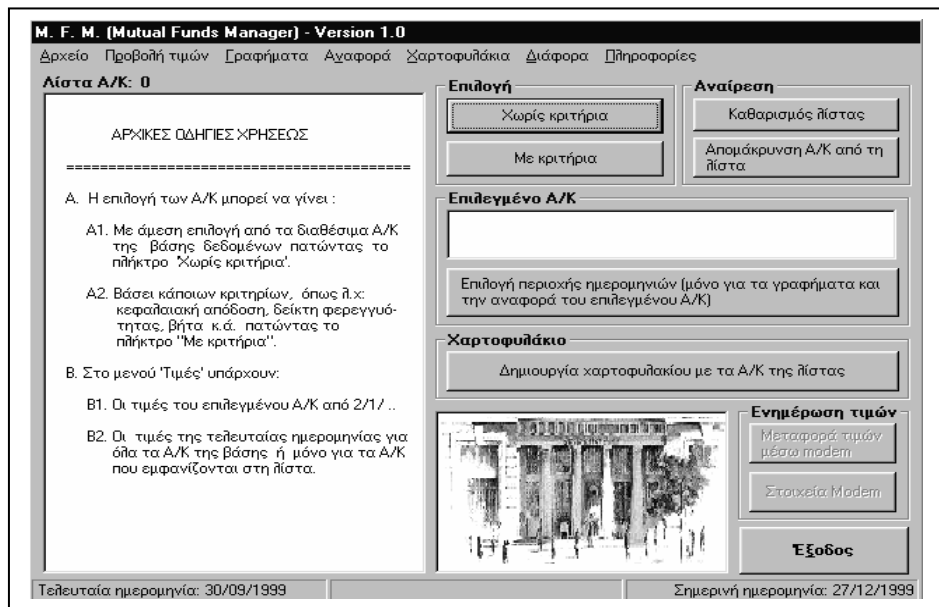 M. F. M. (Mutual Funds Manager) - Version 1.0
Αρχείο Προβολή τιμών Γραφήματα Αναφορά Χαρτοφυλάκια Διάφορα Πληροφορίες
Λίστα Α/Κ: 0
ΑΡΧΙΚΕΣ ΟΔΗΓΙΕΣ ΧΡΗΣΕΩΣ
==========================================
Α. Η επιλογή των Α/Κ μπορεί να γίνει :
Α1. Με άμεση επιλογή από τα διαθέσιμα Α/Κ
της βάσης δεδομένων πατώντας το
πλήκτρο 'Χωρίς κριτήρια'.
Α2. Βάσει κάποιων κριτηρίων, όπως λ.χ:
κεφαλαιακή απόδοση, δείκτη φερεγγυό-
τητας, βήτα κ.ά. πατώντας το
πλήκτρο "Με κριτήρια".
Β. Στο μενού 'Τιμές' υπάρχουν:
Β1. Οι τιμές του επιλεγμένου Α/Κ από 2/1/ ..
Β2. Οι τιμές της τελευταίας ημερομηνίας για
όλα τα Α/Κ της βάσης ή μόνο για τα Α/Κ
που εμφανίζονται στη λίστα.
Επιλογή
Χωρίς κριτήρια
Με κριτήρια
Αναίρεση
Καθαρισμός λίστας
Απομάκρυνση Α/Κ από τη
λίστα
Επιλεγμένο Α/Κ
Επιλογή περιοχής ημερομηνιών (μόνο για τα γραφήματα και
την αναφορά του επιλεγμένου Α/Κ)
Χαρτοφυλάκιο
Δημιουργία χαρτοφυλακίου με τα Α/Κ της λίστας
Ενημέρωση τιμών
Μεταφορά τιμών
μέσω modem
Στοιχεία Modem
Έξοδος
Τελευταία ημερομηνία: 30/09/1999
Σημερινή ημερομηνία: 27/12/1999